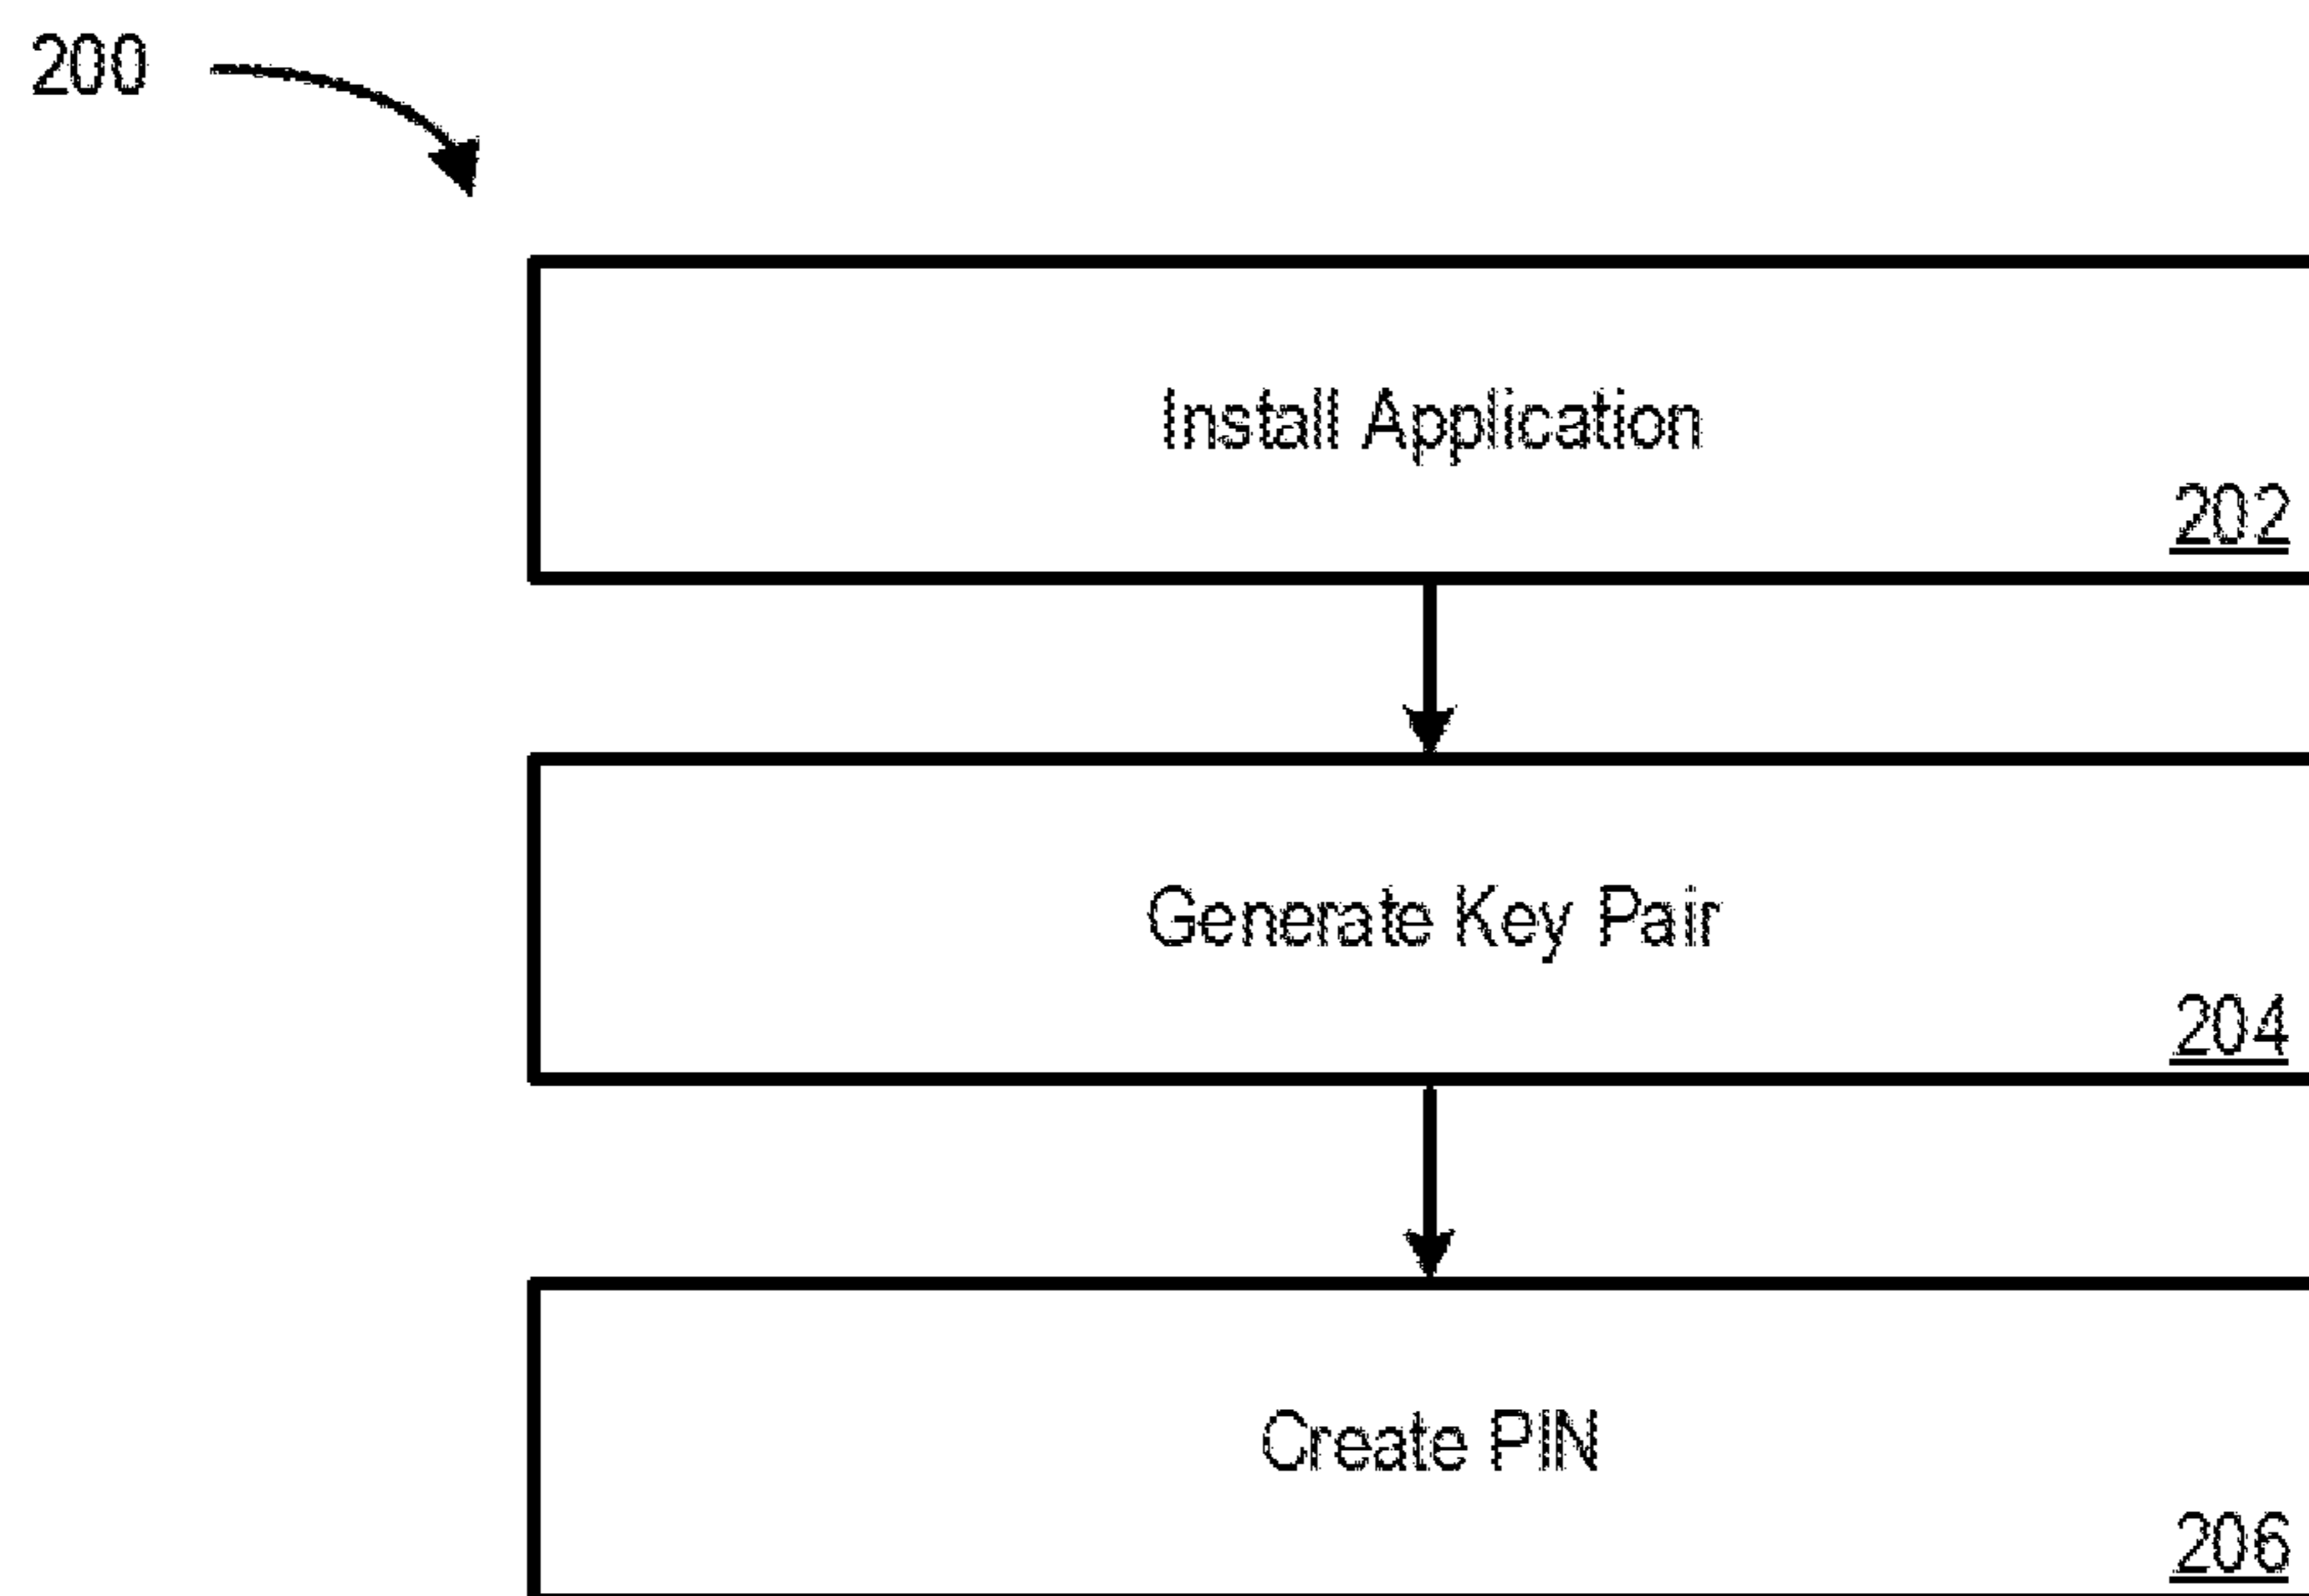 200
Install Application
202
Generate Key Pair
204
Create PIN
206